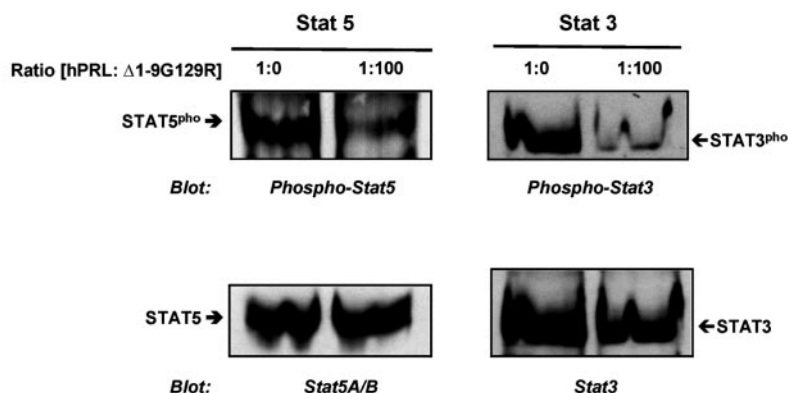 Stat 5 Stat 3
Ratio [hPRL: Δ1-9G129R] 1:0 1:100 1:0 1:100
STAT5ᵖʰᵒ ➔ ←STAT3ᵖʰᵒ
Blot: Phospho-Stat5 Phospho-Stat3
STAT5 ➔ ←STAT3
Blot: Stat5A/B Stat3